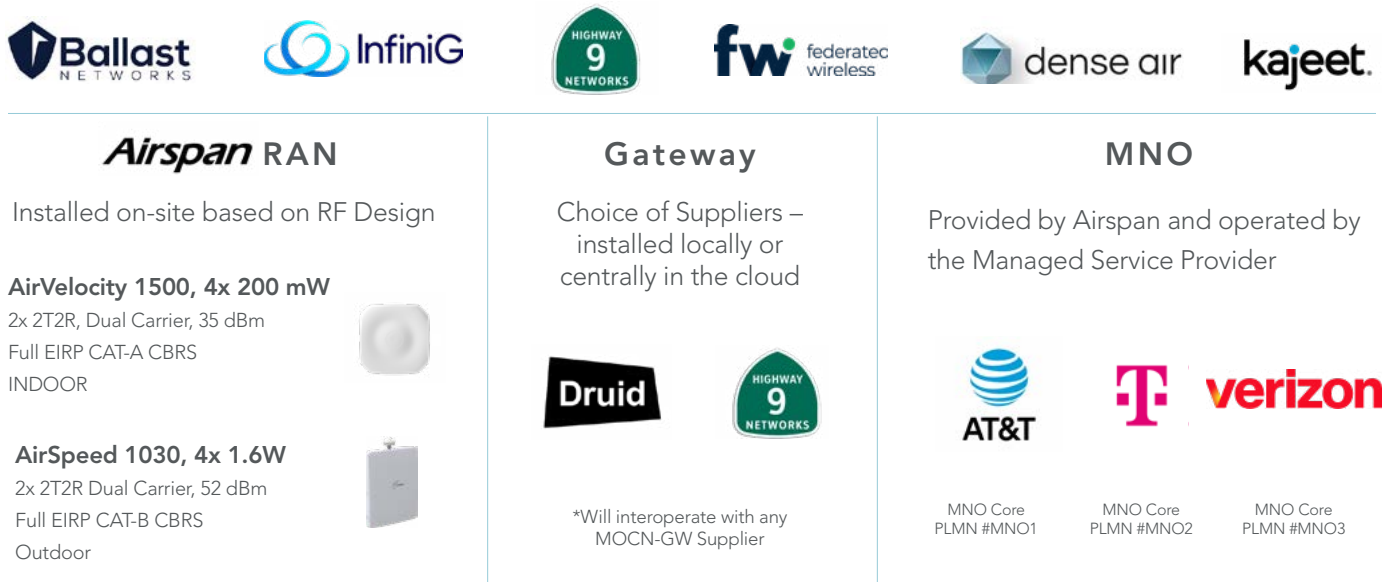 Ballast
NETWORKS
InfiniG
HIGHWAY
9
NETWORKS
fw federatec
wireless
dense air
kajeet.
Airspan RAN
Installed on-site based on RF Design
AirVelocity 1500, 4x 200 mW
2x 2T2R, Dual Carrier, 35 dBm
Full EIRP CAT-A CBRS
INDOOR
AirSpeed 1030, 4x 1.6W
2x 2T2R Dual Carrier, 52 dBm
Full EIRP CAT-B CBRS
Outdoor
Gateway
Choice of Suppliers –
installed locally or
centrally in the cloud
Druid
HIGHWAY
9
NETWORKS
*Will interoperate with any
MOCN-GW Supplier
MNO
Provided by Airspan and operated by
the Managed Service Provider
AT&T
T
verizon
MNO Core
PLMN #MNO1
MNO Core
PLMN #MNO2
MNO Core
PLMN #MNO3